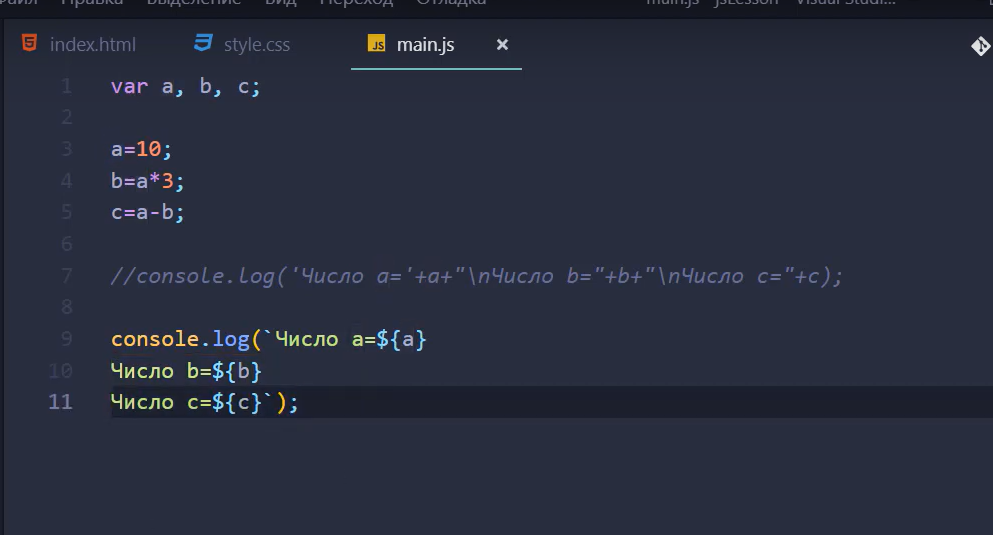 Правка Выделение Вид Переход Отладка main.js - jsLesson - Visual Studi...
index.html style.css JS main.js ×
1 var a, b, c;
2
3 a=10;
4 b=a*3;
5 c=a-b;
6
7 //console.log('Число a='+a+"\nЧисло b="+b+"\nЧисло c="+c);
8
9 console.log(`Число a=${a}
10 Число b=${b}
11 Число c=${c}`);